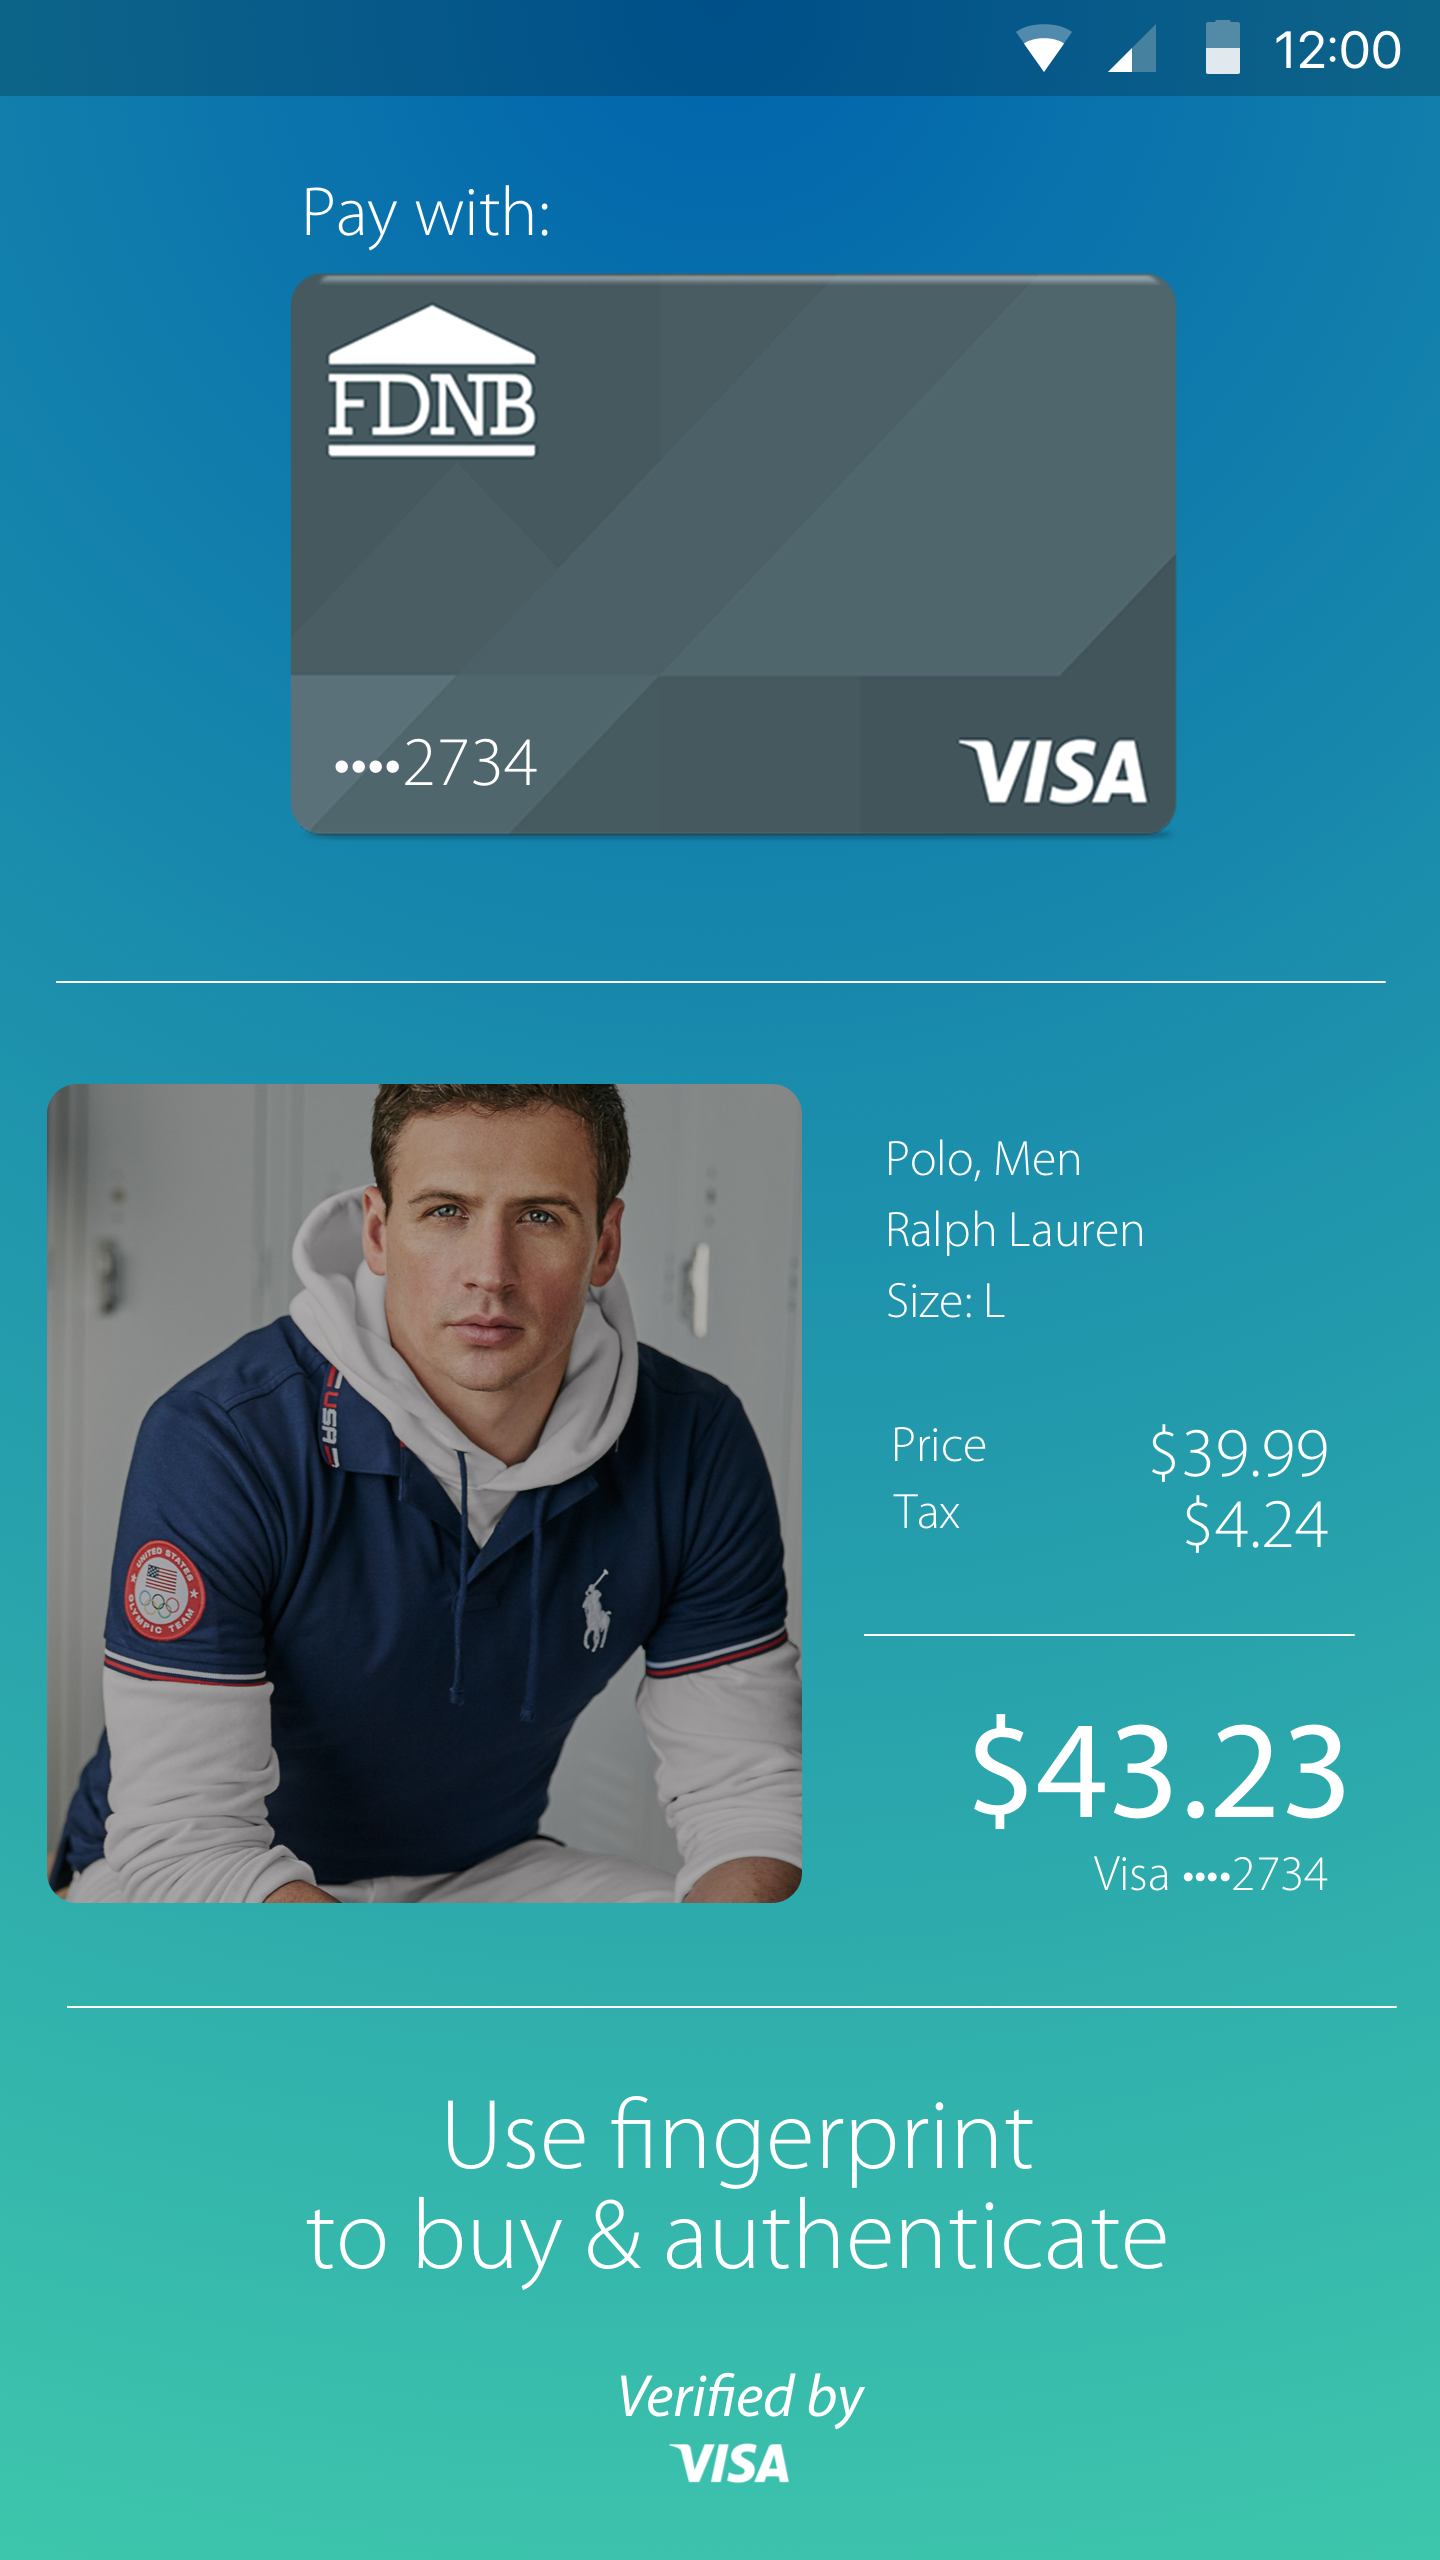 12:00
Pay with:
FDNB
••••2734
VISA
Polo, Men
Ralph Lauren
Size: L
Price $39.99
Tax $4.24
USA
UNITED STATES
OLYMPIC TEAM
$43.23
Visa ••••2734
Use fingerprint
to buy & authenticate
Verified by
VISA